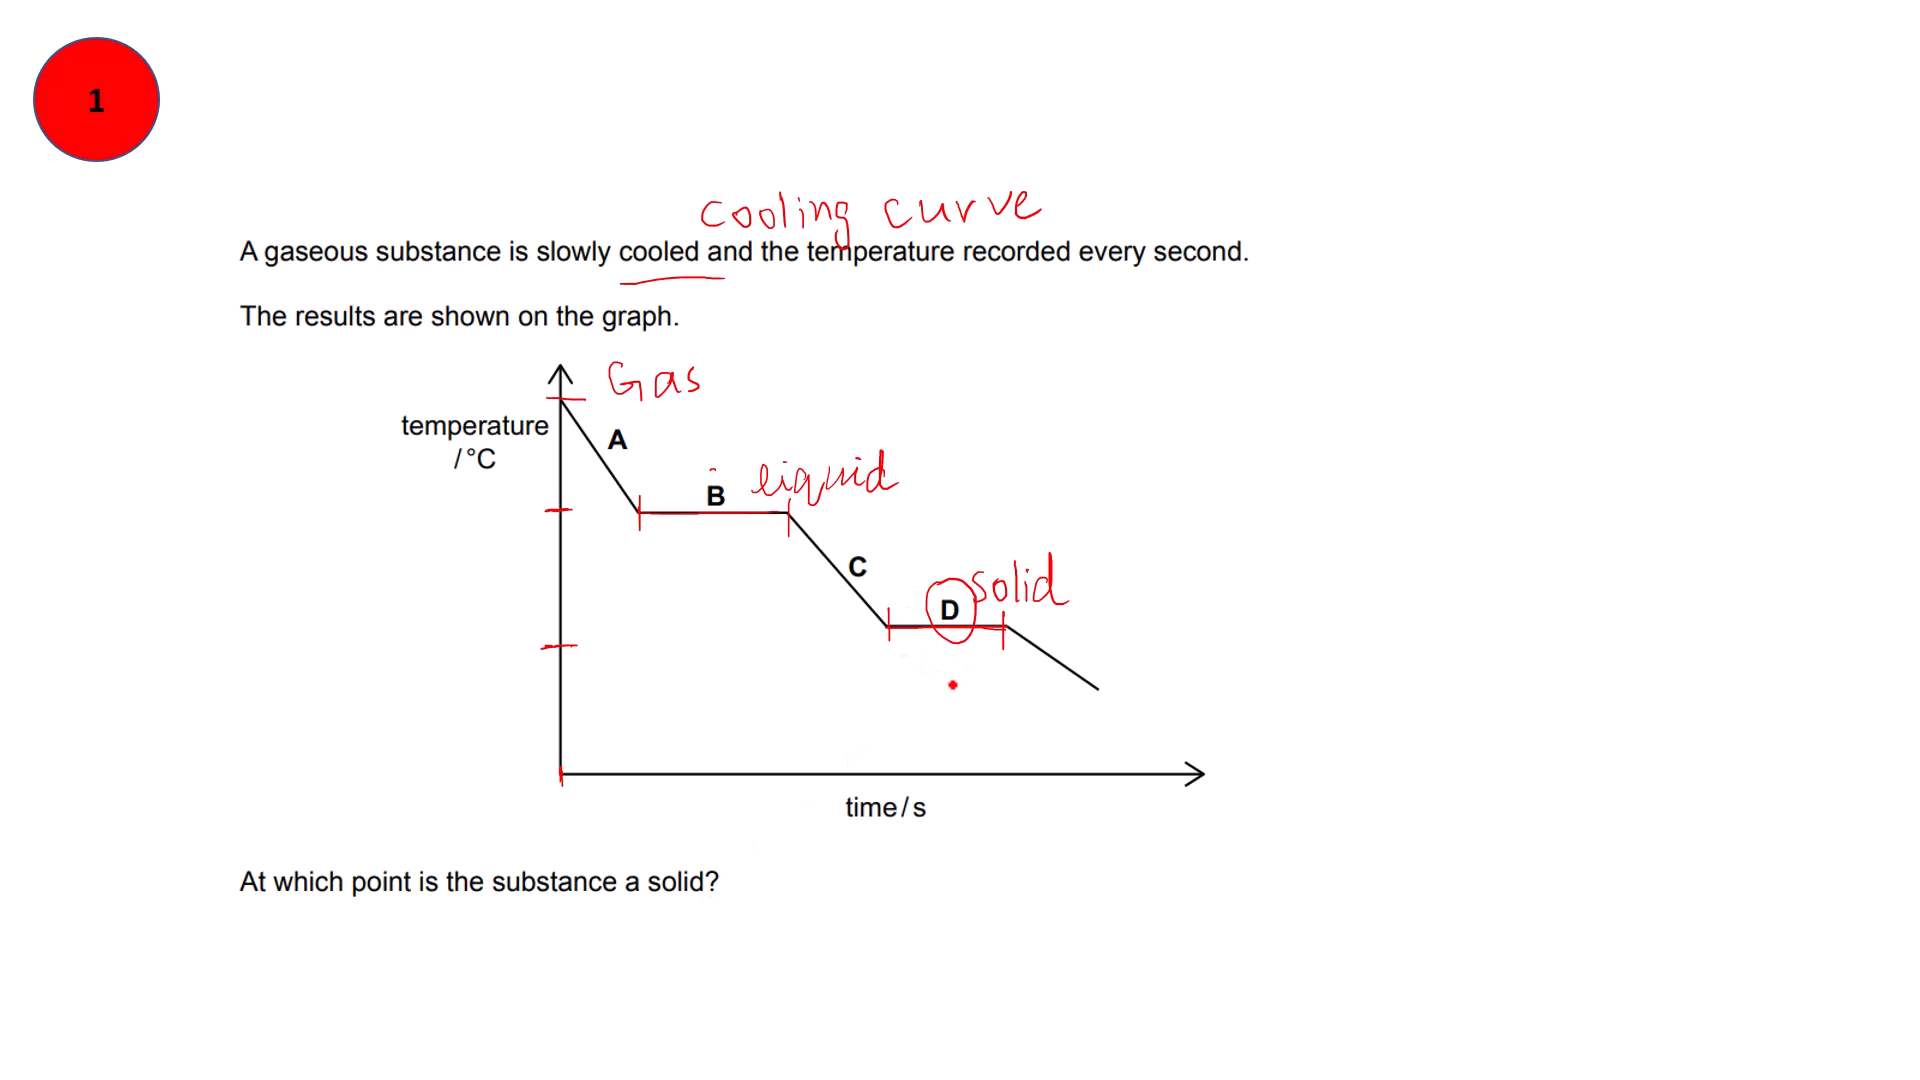 1
cooling curve
A gaseous substance is slowly cooled and the temperature recorded every second.
The results are shown on the graph.
Gas
temperature
/ °C
A
B liquid
C
D solid
time / s
At which point is the substance a solid?